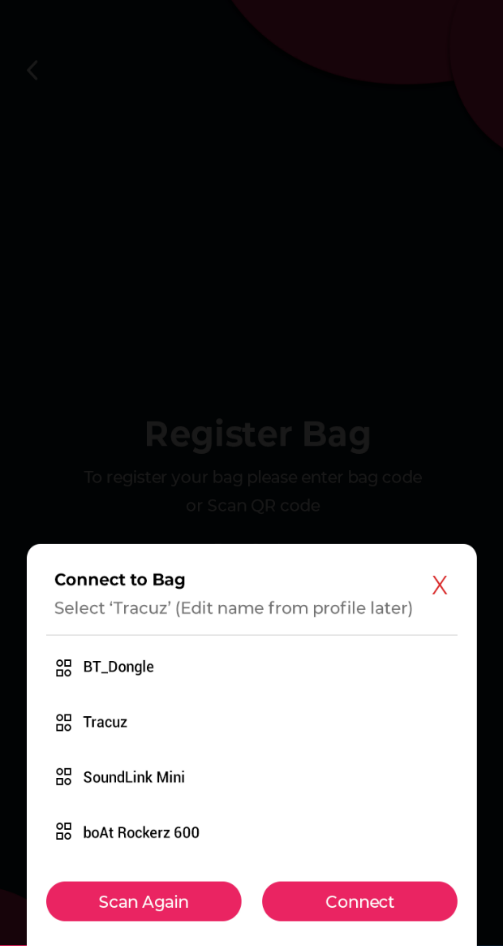 Register Bag
To register your bag please enter bag code
or Scan QR code
Connect to Bag
X
Select ‘Tracuz’ (Edit name from profile later)
BT_Dongle
Tracuz
SoundLink Mini
boAt Rockerz 600
Scan Again
Connect